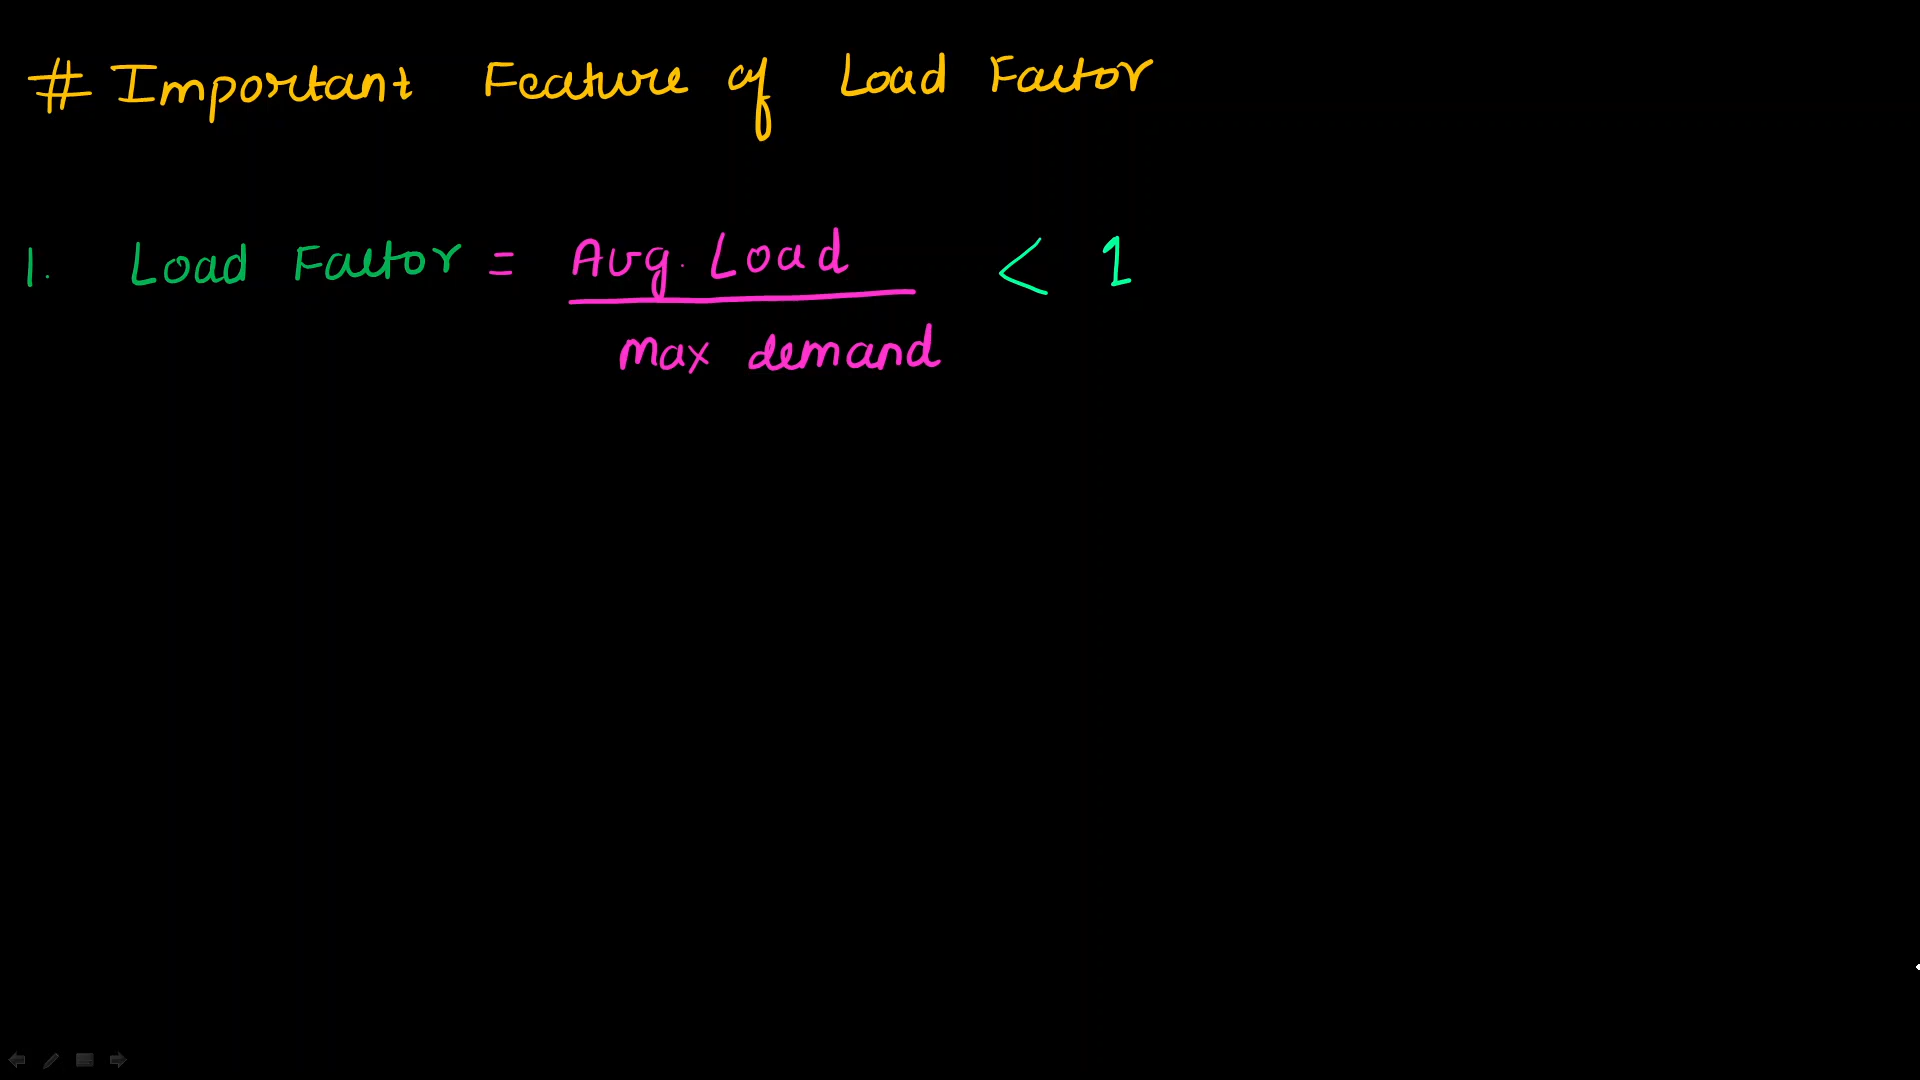 # Important Feature of Load Factor
1. Load Factor = Avg. Load < 1
max demand